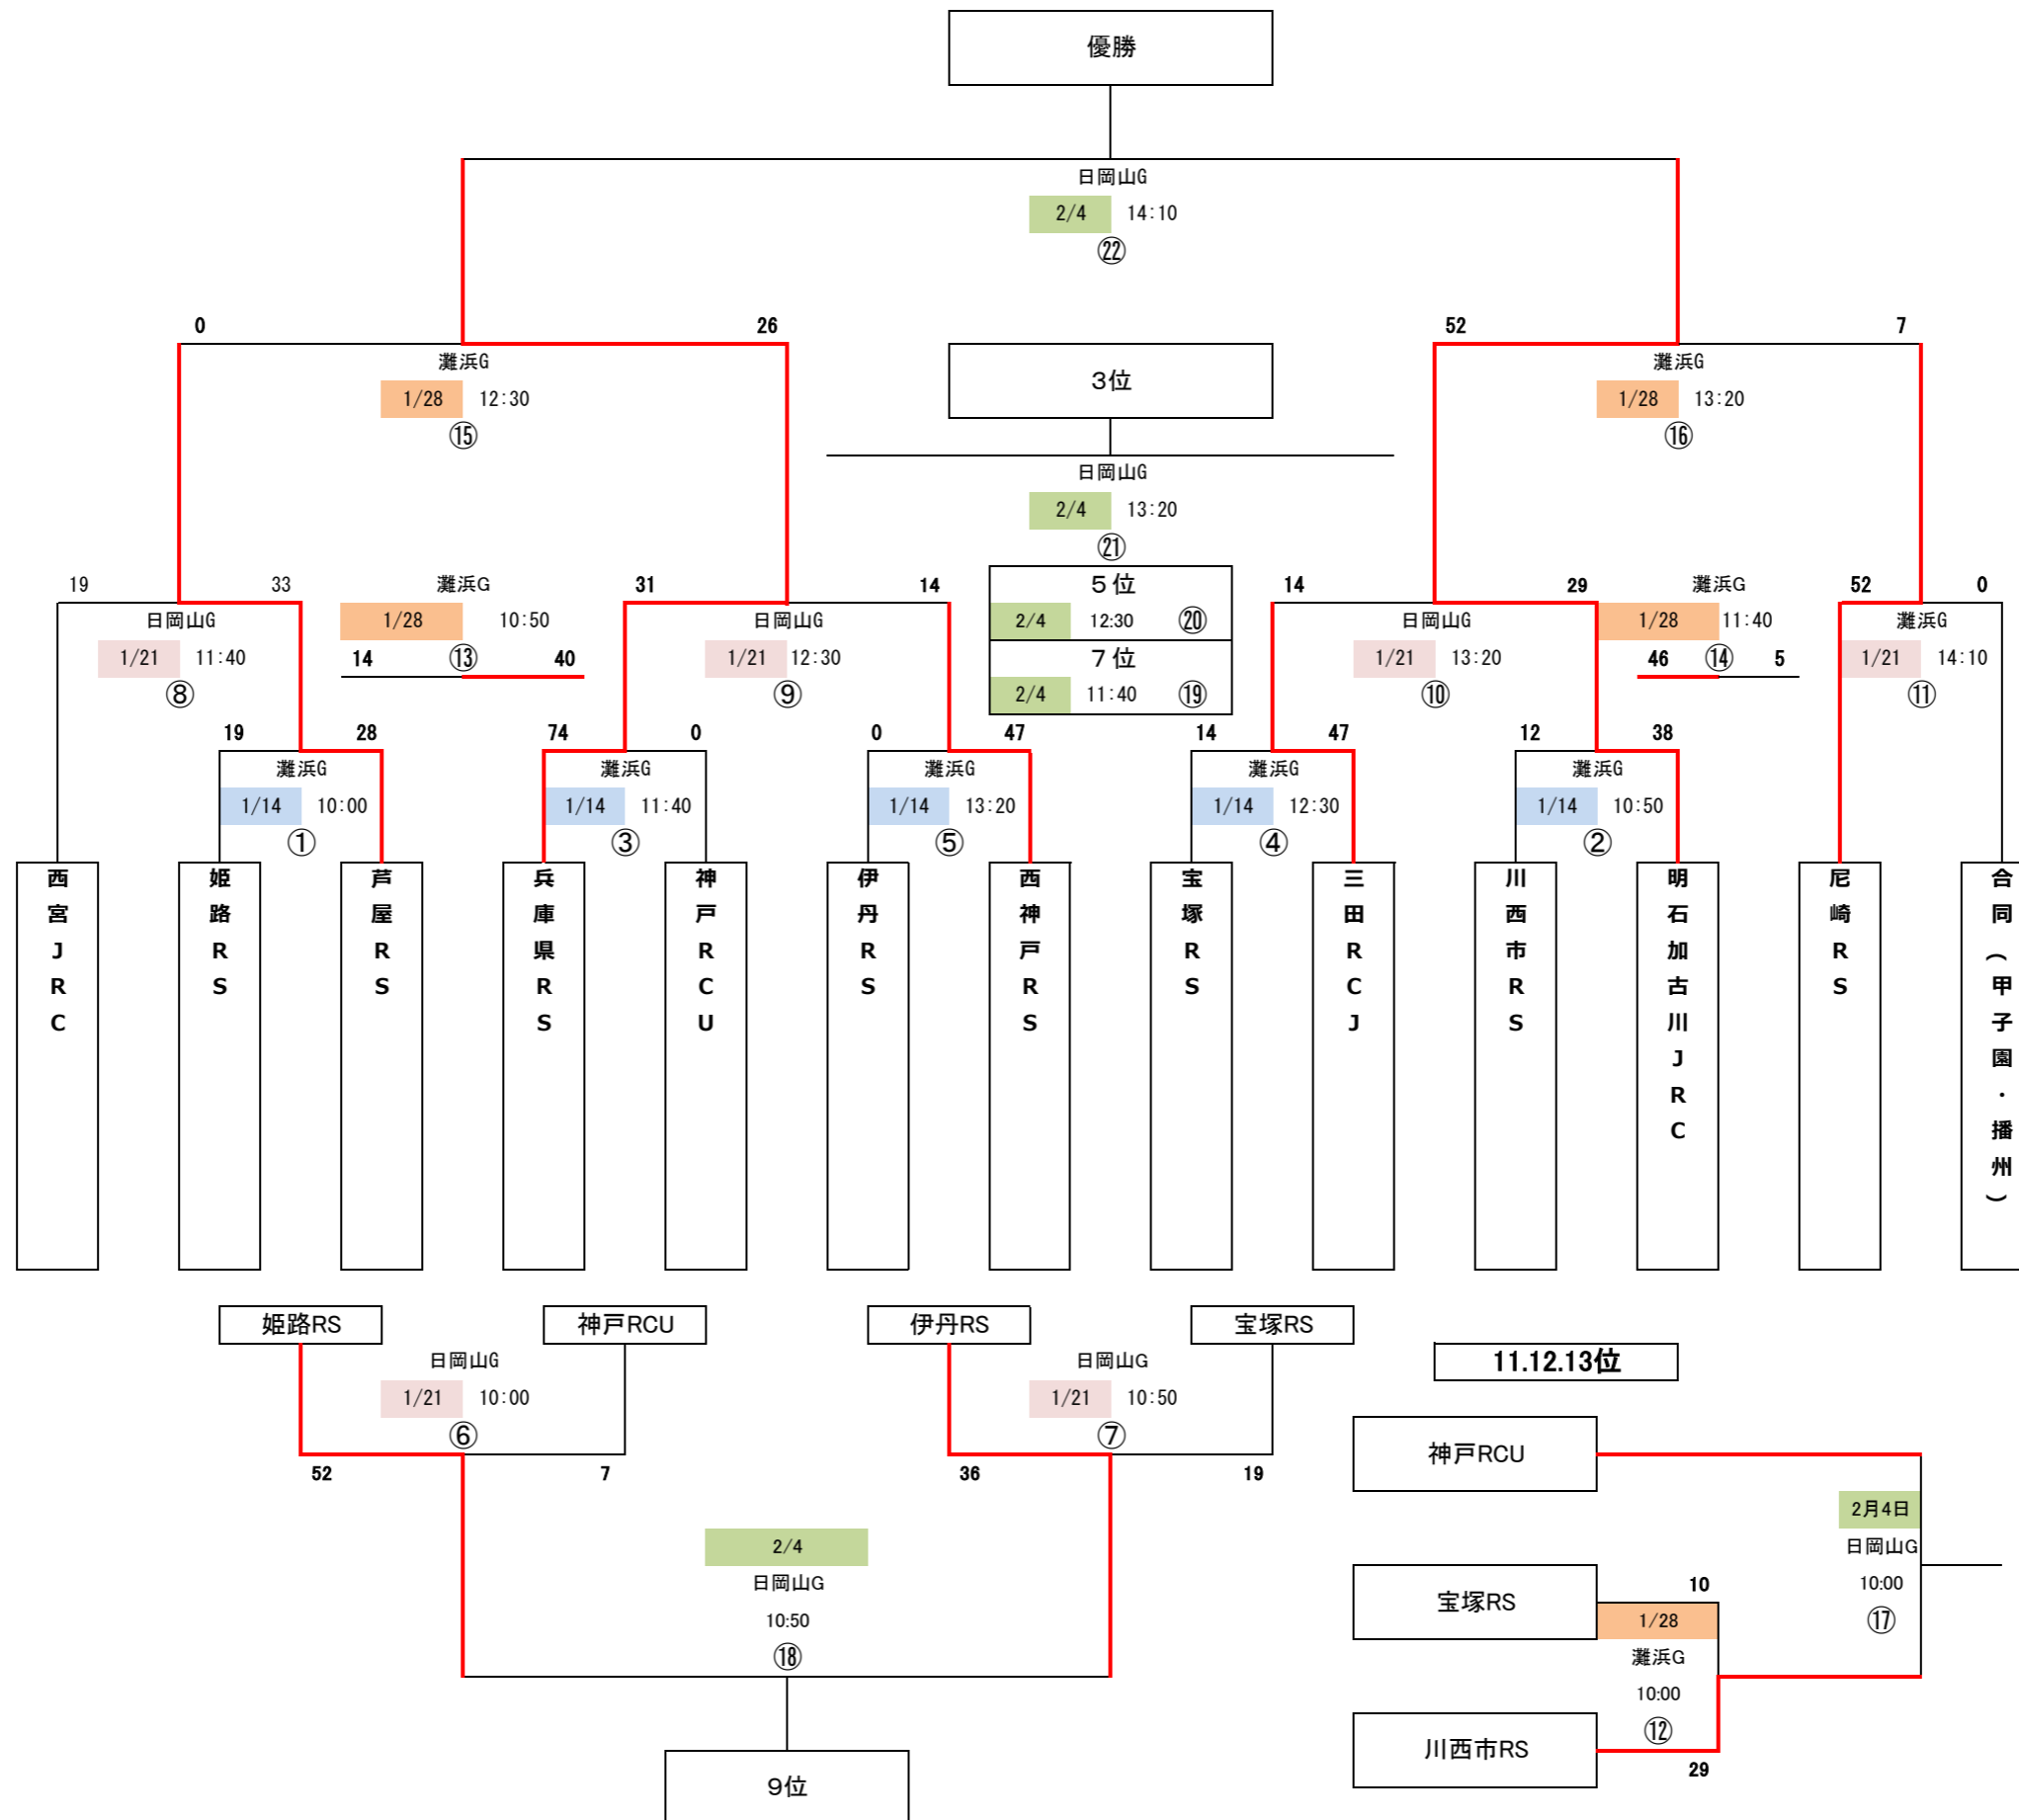 優勝
日岡山G
2/4 14:10
㉒
0 26 52 7
灘浜G
1/28 12:30
⑮
3位
灘浜G
1/28 13:20
⑯
日岡山G
2/4 13:20
㉑
19 33
灘浜G
1/28 10:50
14 ⑬ 40
31 14
5位
2/4 12:30 ⑳
7位
2/4 11:40 ⑲
14 29
灘浜G
1/28 11:40
46 ⑭ 5
52 0
日岡山G
1/21 11:40
⑧
日岡山G
1/21 12:30
⑨
日岡山G
1/21 13:20
⑩
灘浜G
1/21 14:10
⑪
19 28
灘浜G
1/14 10:00
①
74 0
灘浜G
1/14 11:40
③
0 47
灘浜G
1/14 13:20
⑤
14 47
灘浜G
1/14 12:30
④
12 38
灘浜G
1/14 10:50
②
西宮JRC
姫路RS
芦屋RS
兵庫県RS
神戸RCU
伊丹RS
西神戸RS
宝塚RS
三田RCJ
川西市RS
明石加古川JRC
尼崎RS
合同(甲子園・播州)
姫路RS 神戸RCU
日岡山G
1/21 10:00
⑥
52 7
伊丹RS 宝塚RS
日岡山G
1/21 10:50
⑦
36 19
2/4
日岡山G
10:50
⑱
9位
11.12.13位
神戸RCU
2月4日
日岡山G
10:00
⑰
宝塚RS
10
1/28
灘浜G
10:00
⑫
川西市RS
29